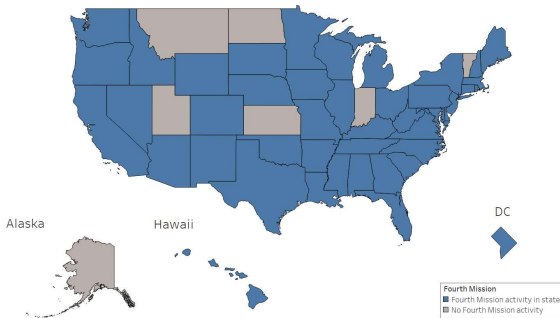 Alaska
Hawaii
DC
Fourth Mission
Fourth Mission activity in state
No Fourth Mission activity